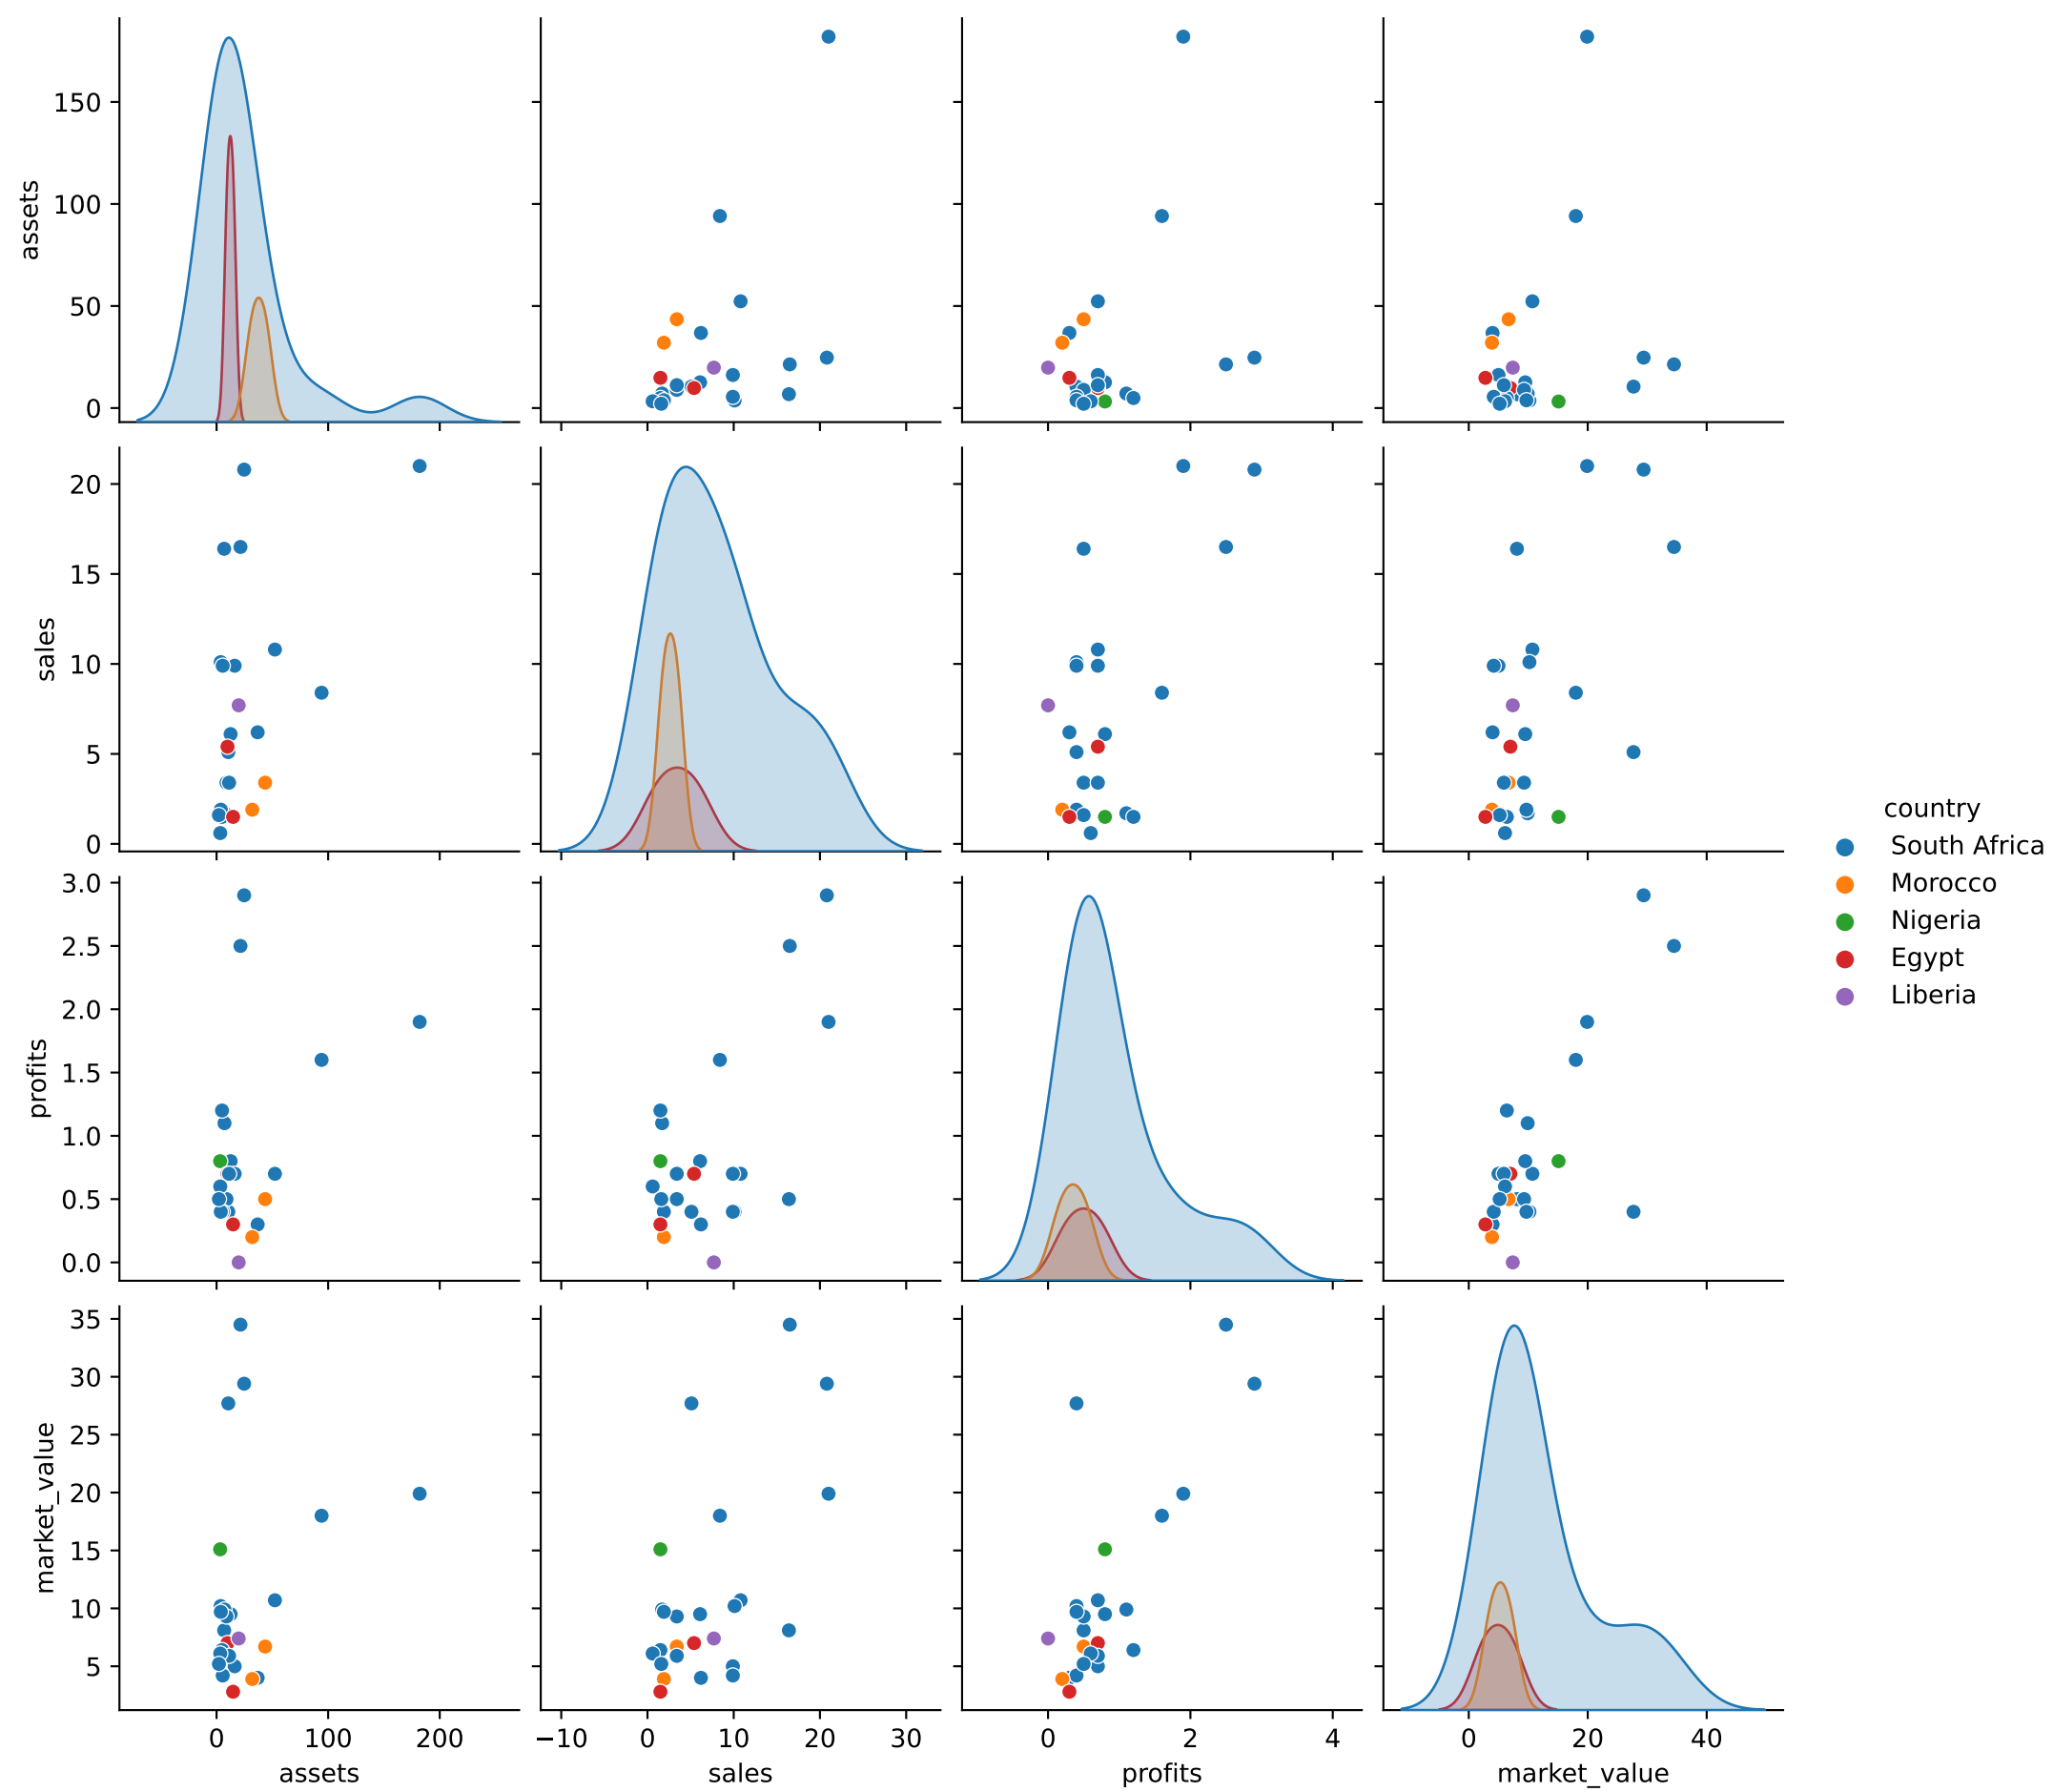 assets
150
100
50
0
sales
20
15
10
5
0
profits
3.0
2.5
2.0
1.5
1.0
0.5
0.0
market_value
35
30
25
20
15
10
5
0 100 200
assets
−10 0 10 20 30
sales
0 2 4
profits
0 20 40
market_value
country
South Africa
Morocco
Nigeria
Egypt
Liberia